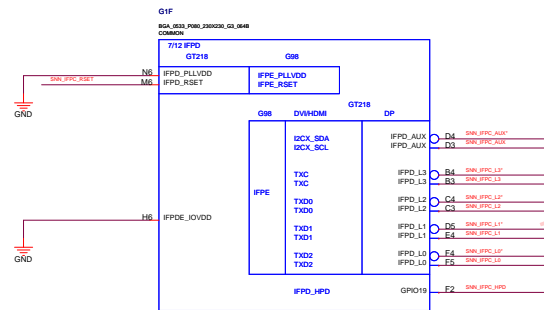 G1F
BGA_0533_P080_230X230_G3_064B
COMMON
7/12 IFPD
GT218 G98
N6 IFPD_PLLVDD IFPE_PLLVDD
SNN_IFPC_RSET M6 IFPD_RSET IFPE_RSET
GND
GT218
G98 DVI/HDMI DP
I2CX_SDA IFPD_AUX D4 SNN_IFPC_AUX*
I2CX_SCL IFPD_AUX D3 SNN_IFPC_AUX
TXC IFPD_L3 B4 SNN_IFPC_L3*
TXC IFPD_L3 B3 SNN_IFPC_L3
IFPE
TXD0 IFPD_L2 C4 SNN_IFPC_L2*
TXD0 IFPD_L2 C3 SNN_IFPC_L2
H6 IFPDE_IOVDD
TXD1 IFPD_L1 D5 SNN_IFPC_L1*
TXD1 IFPD_L1 E4 SNN_IFPC_L1
TXD2 IFPD_L0 F4 SNN_IFPC_L0*
TXD2 IFPD_L0 F5 SNN_IFPC_L0
GND
IFPD_HPD GPIO19 F2 SNN_IFPC_HPD